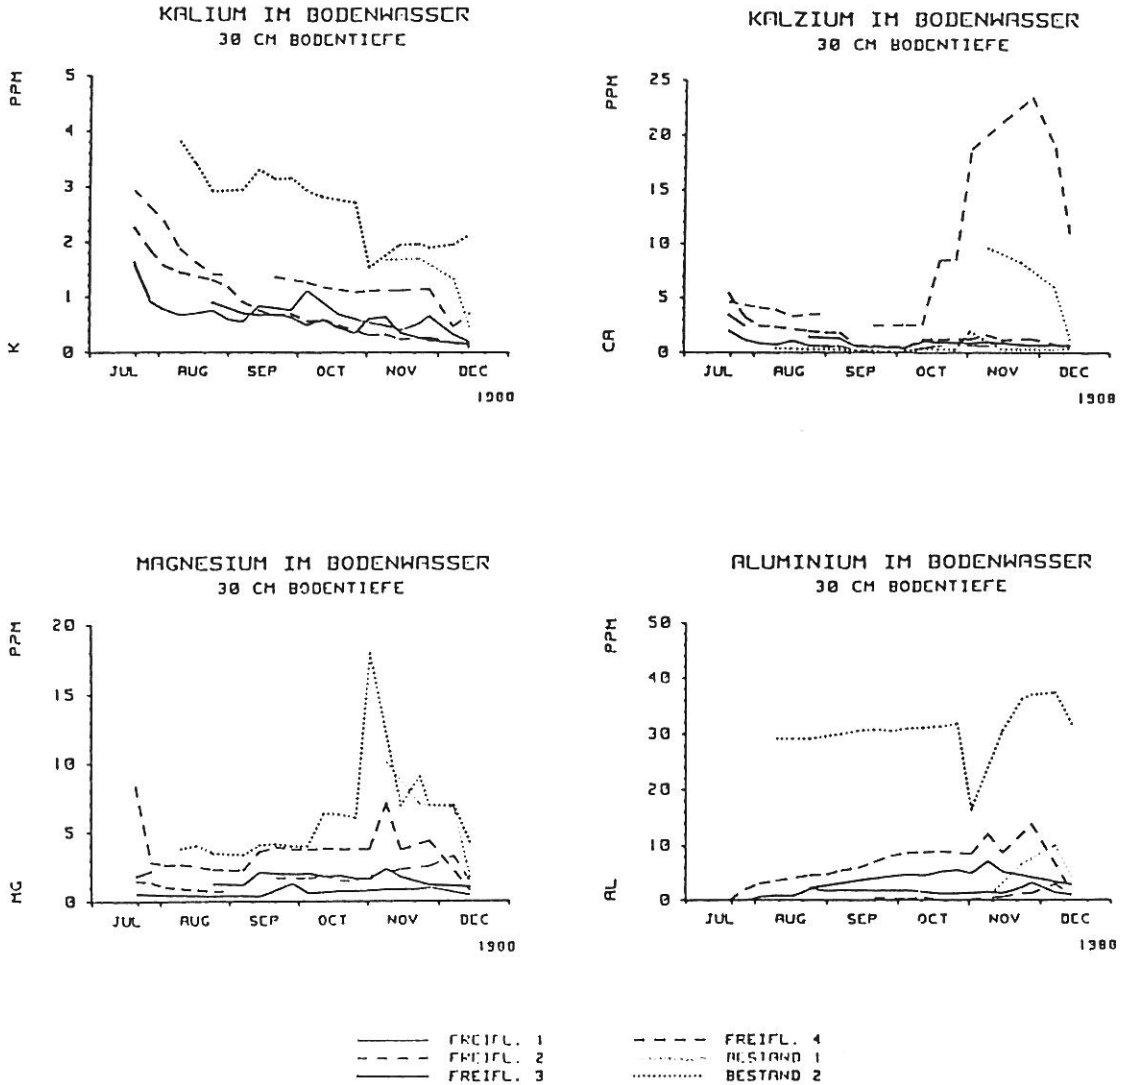 KALIUM IM BODENWASSER
30 CM BODENTIEFE
PPM
5
4
3
2
1
0
K
JUL AUG SEP OCT NOV DEC
1980
KALZIUM IM BODENWASSER
30 CM BODENTIEFE
PPM
25
20
15
10
5
0
CA
JUL AUG SEP OCT NOV DEC
1980
MAGNESIUM IM BODENWASSER
30 CM BODENTIEFE
PPM
20
15
10
5
0
MG
JUL AUG SEP OCT NOV DEC
1980
ALUMINIUM IM BODENWASSER
30 CM BODENTIEFE
PPM
50
40
30
20
10
0
AL
JUL AUG SEP OCT NOV DEC
1980
FREIFL. 1
FREIFL. 2
FREIFL. 3
FREIFL. 4
BESTAND 1
BESTAND 2